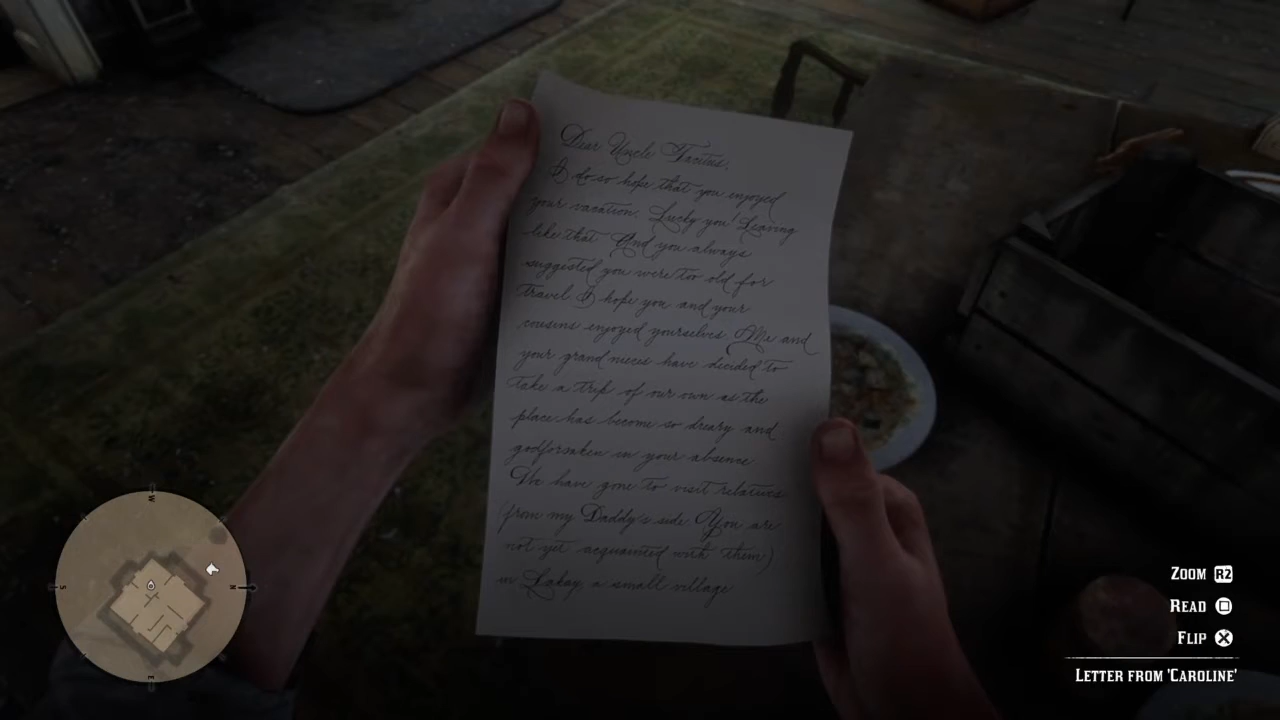 Dear Uncle Tacitus,
I do so hope that you enjoyed
your vacation. Lucky you! Leaving
like that. And you always
suggested you were too old for
travel. I hope you and your
cousins enjoyed yourselves. Me and
your grand nieces have decided to
take a trip of our own as the
place has become so dreary and
godforsaken in your absence.
We have gone to visit relatives
(from my Daddy's side. You are
not yet acquainted with them)
in Lakay, a small village
ZOOM R2
READ
FLIP
LETTER FROM 'CAROLINE'
W
S
N
E